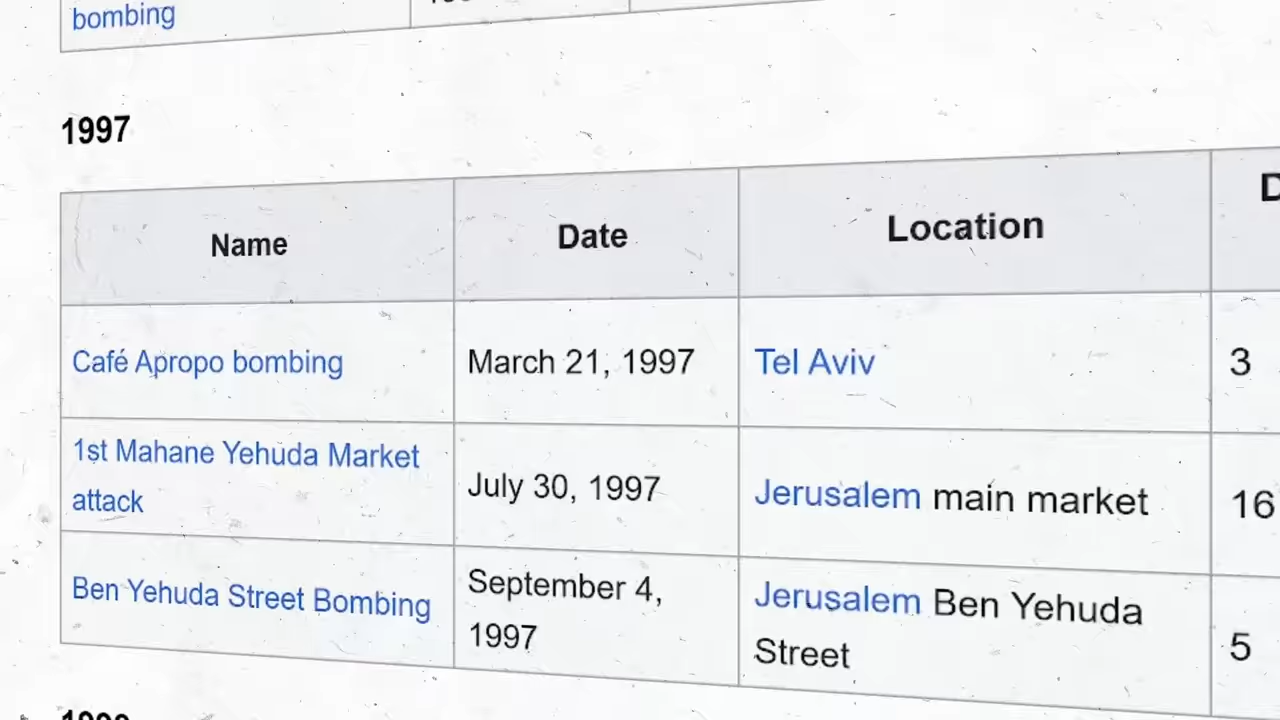 bombing
1997
Name Date Location
Café Apropo bombing March 21, 1997 Tel Aviv 3
1st Mahane Yehuda Market
attack
July 30, 1997
Jerusalem main market
16
Ben Yehuda Street Bombing
September 4,
1997
Jerusalem Ben Yehuda
Street
5